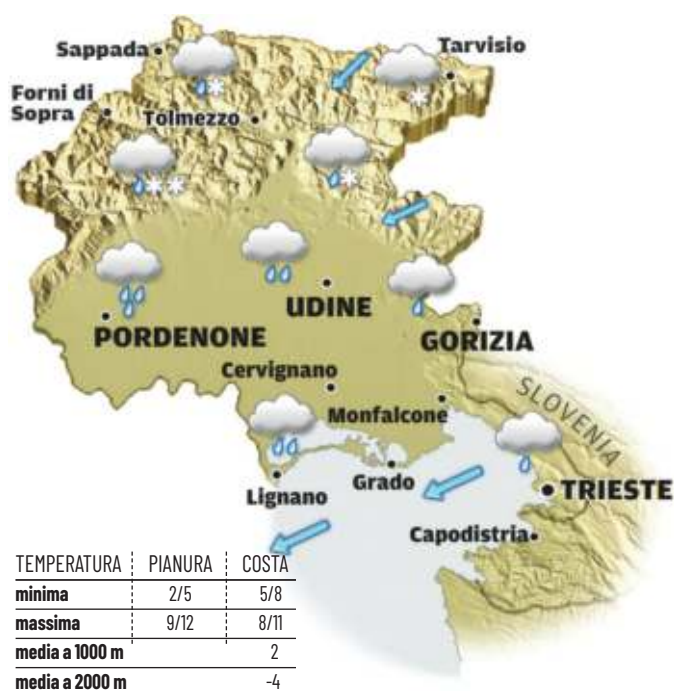 Sappada
Tarvisio
Forni di
Sopra
Tolmezzo
UDINE
PORDENONE
GORIZIA
Cervignano
SLOVENIA
Monfalcone
Grado
Lignano
TRIESTE
Capodistria
TEMPERATURA PIANURA COSTA
minima 2/5 5/8
massima 9/12 8/11
media a 1000 m 2
media a 2000 m -4